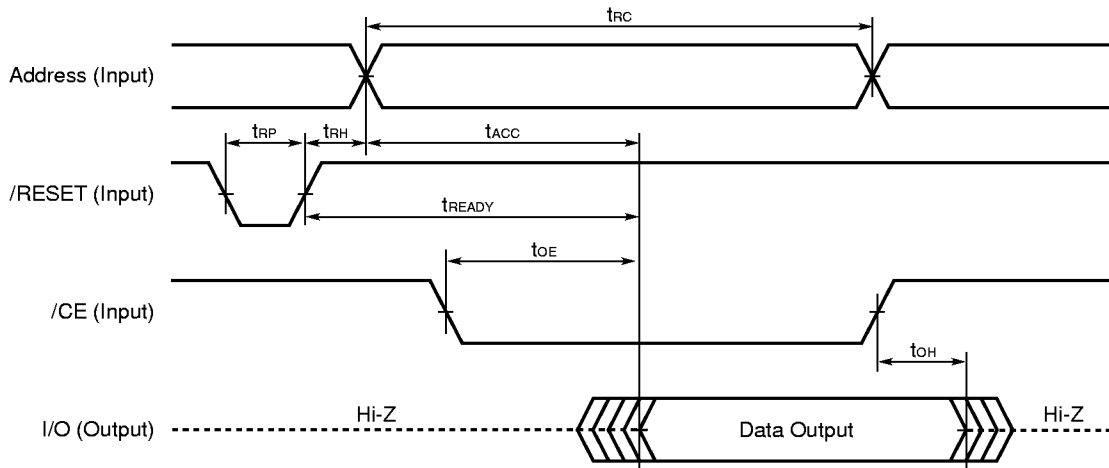 tRC
Address (Input)
tRP
tRH
tACC
/RESET (Input)
tREADY
tOE
/CE (Input)
tOH
Hi-Z
Hi-Z
I/O (Output)
Data Output